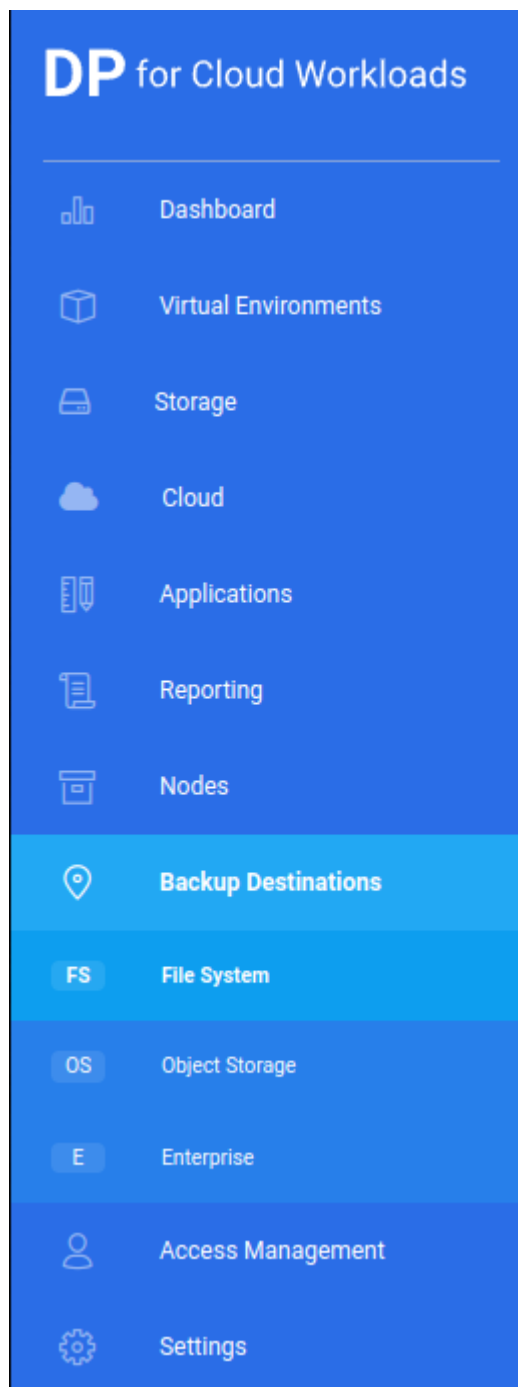 DP for Cloud Workloads
Dashboard
Virtual Environments
Storage
Cloud
Applications
Reporting
Nodes
Backup Destinations
FS File System
OS Object Storage
E Enterprise
Access Management
Settings